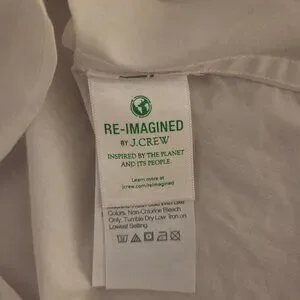 RE-IMAGINED
BY J.CREW
INSPIRED BY THE PLANET
AND ITS PEOPLE.
Learn more at
jcrew.com/reimagined
Colors. Non-Chlorine Bleach
Only. Tumble Dry Low. Iron on
Lowest Setting.